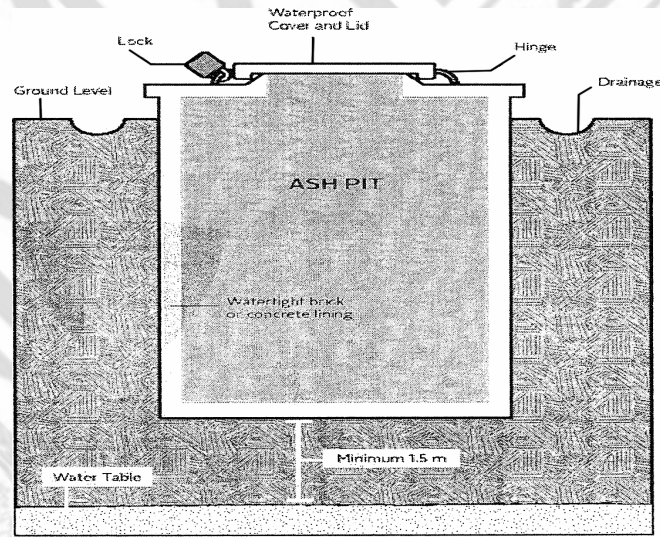 Waterproof
Cover and Lid
Lock
Hinge
Ground Level
Drainage
ASH PIT
Watertight brick
or concrete lining
Minimum 1.5 m
Water Table